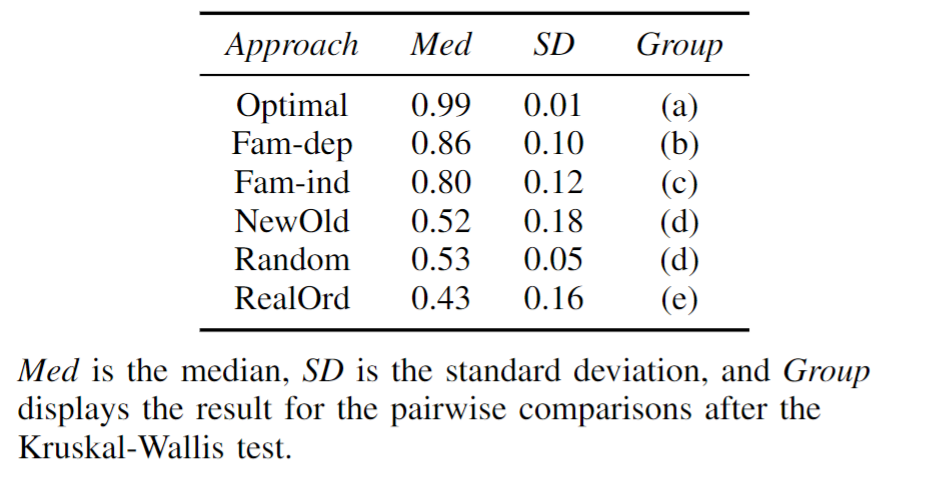 Approach Med SD Group
Optimal 0.99 0.01 (a)
Fam-dep 0.86 0.10 (b)
Fam-ind 0.80 0.12 (c)
NewOld 0.52 0.18 (d)
Random 0.53 0.05 (d)
RealOrd 0.43 0.16 (e)
Med is the median, SD is the standard deviation, and Group
displays the result for the pairwise comparisons after the
Kruskal-Wallis test.